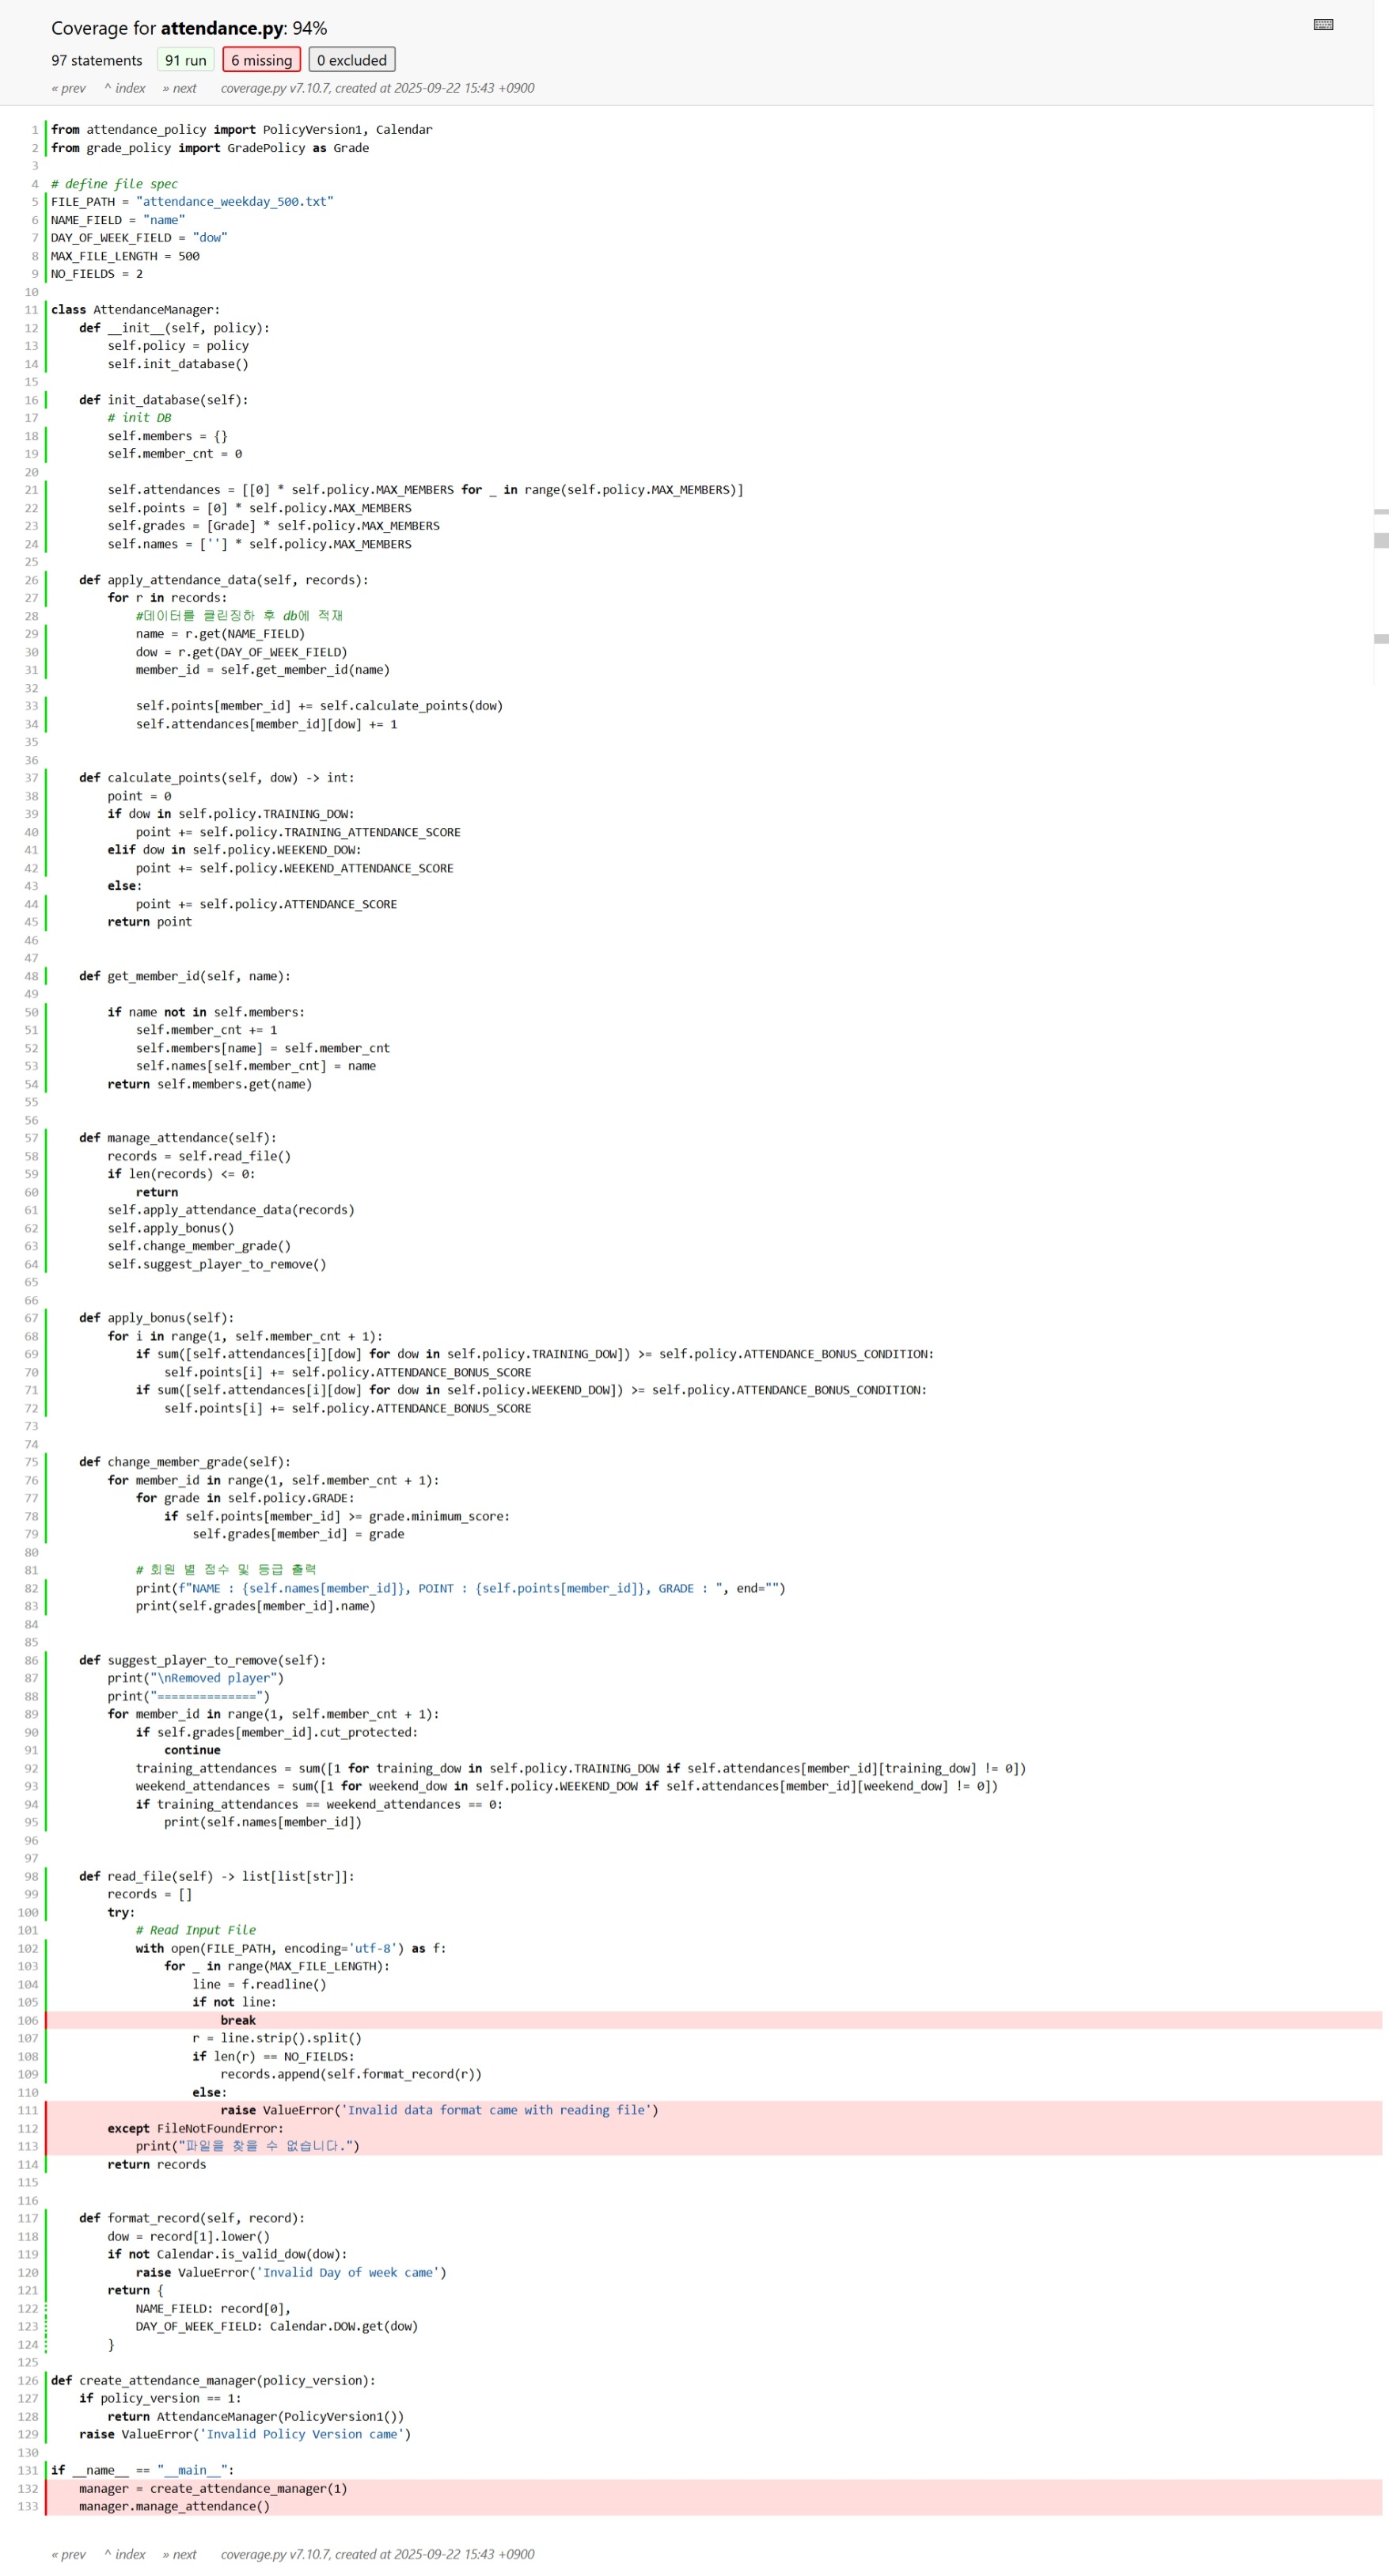 Coverage for attendance.py: 94%
97 statements 91 run 6 missing 0 excluded
« prev ^ index » next coverage.py v7.10.7, created at 2025-09-22 15:43 +0900
1 from attendance_policy import PolicyVersion1, Calendar
2 from grade_policy import GradePolicy as Grade
3
4 # define file spec
5 FILE_PATH = "attendance_weekday_500.txt"
6 NAME_FIELD = "name"
7 DAY_OF_WEEK_FIELD = "dow"
8 MAX_FILE_LENGTH = 500
9 NO_FIELDS = 2
10
11 class AttendanceManager:
12     def __init__(self, policy):
13         self.policy = policy
14         self.init_database()
15
16     def init_database(self):
17         # init DB
18         self.members = {}
19         self.member_cnt = 0
20
21         self.attendances = [[0] * self.policy.MAX_MEMBERS for _ in range(self.policy.MAX_MEMBERS)]
22         self.points = [0] * self.policy.MAX_MEMBERS
23         self.grades = [Grade] * self.policy.MAX_MEMBERS
24         self.names = [''] * self.policy.MAX_MEMBERS
25
26     def apply_attendance_data(self, records):
27         for r in records:
28             #데이터를 클린징하 후 db에 적재
29             name = r.get(NAME_FIELD)
30             dow = r.get(DAY_OF_WEEK_FIELD)
31             member_id = self.get_member_id(name)
32
33             self.points[member_id] += self.calculate_points(dow)
34             self.attendances[member_id][dow] += 1
35
36
37     def calculate_points(self, dow) -> int:
38         point = 0
39         if dow in self.policy.TRAINING_DOW:
40             point += self.policy.TRAINING_ATTENDANCE_SCORE
41         elif dow in self.policy.WEEKEND_DOW:
42             point += self.policy.WEEKEND_ATTENDANCE_SCORE
43         else:
44             point += self.policy.ATTENDANCE_SCORE
45         return point
46
47
48     def get_member_id(self, name):
49
50         if name not in self.members:
51             self.member_cnt += 1
52             self.members[name] = self.member_cnt
53             self.names[self.member_cnt] = name
54         return self.members.get(name)
55
56
57     def manage_attendance(self):
58         records = self.read_file()
59         if len(records) <= 0:
60             return
61         self.apply_attendance_data(records)
62         self.apply_bonus()
63         self.change_member_grade()
64         self.suggest_player_to_remove()
65
66
67     def apply_bonus(self):
68         for i in range(1, self.member_cnt + 1):
69             if sum([self.attendances[i][dow] for dow in self.policy.TRAINING_DOW]) >= self.policy.ATTENDANCE_BONUS_CONDITION:
70                 self.points[i] += self.policy.ATTENDANCE_BONUS_SCORE
71             if sum([self.attendances[i][dow] for dow in self.policy.WEEKEND_DOW]) >= self.policy.ATTENDANCE_BONUS_CONDITION:
72                 self.points[i] += self.policy.ATTENDANCE_BONUS_SCORE
73
74
75     def change_member_grade(self):
76         for member_id in range(1, self.member_cnt + 1):
77             for grade in self.policy.GRADE:
78                 if self.points[member_id] >= grade.minimum_score:
79                     self.grades[member_id] = grade
80
81             # 회원 별 점수 및 등급 출력
82             print(f"NAME : {self.names[member_id]}, POINT : {self.points[member_id]}, GRADE : ", end="")
83             print(self.grades[member_id].name)
84
85
86     def suggest_player_to_remove(self):
87         print("\nRemoved player")
88         print("==============")
89         for member_id in range(1, self.member_cnt + 1):
90             if self.grades[member_id].cut_protected:
91                 continue
92             training_attendances = sum([1 for training_dow in self.policy.TRAINING_DOW if self.attendances[member_id][training_dow] != 0])
93             weekend_attendances = sum([1 for weekend_dow in self.policy.WEEKEND_DOW if self.attendances[member_id][weekend_dow] != 0])
94             if training_attendances == weekend_attendances == 0:
95                 print(self.names[member_id])
96
97
98     def read_file(self) -> list[list[str]]:
99         records = []
100         try:
101             # Read Input File
102             with open(FILE_PATH, encoding='utf-8') as f:
103                 for _ in range(MAX_FILE_LENGTH):
104                     line = f.readline()
105                     if not line:
106                         break
107                     r = line.strip().split()
108                     if len(r) == NO_FIELDS:
109                         records.append(self.format_record(r))
110                     else:
111                         raise ValueError('Invalid data format came with reading file')
112         except FileNotFoundError:
113             print("파일을 찾을 수 없습니다.")
114         return records
115
116
117     def format_record(self, record):
118         dow = record[1].lower()
119         if not Calendar.is_valid_dow(dow):
120             raise ValueError('Invalid Day of week came')
121         return {
122             NAME_FIELD: record[0],
123             DAY_OF_WEEK_FIELD: Calendar.DOW.get(dow)
124         }
125
126 def create_attendance_manager(policy_version):
127     if policy_version == 1:
128         return AttendanceManager(PolicyVersion1())
129     raise ValueError('Invalid Policy Version came')
130
131 if __name__ == "__main__":
132     manager = create_attendance_manager(1)
133     manager.manage_attendance()
« prev ^ index » next coverage.py v7.10.7, created at 2025-09-22 15:43 +0900